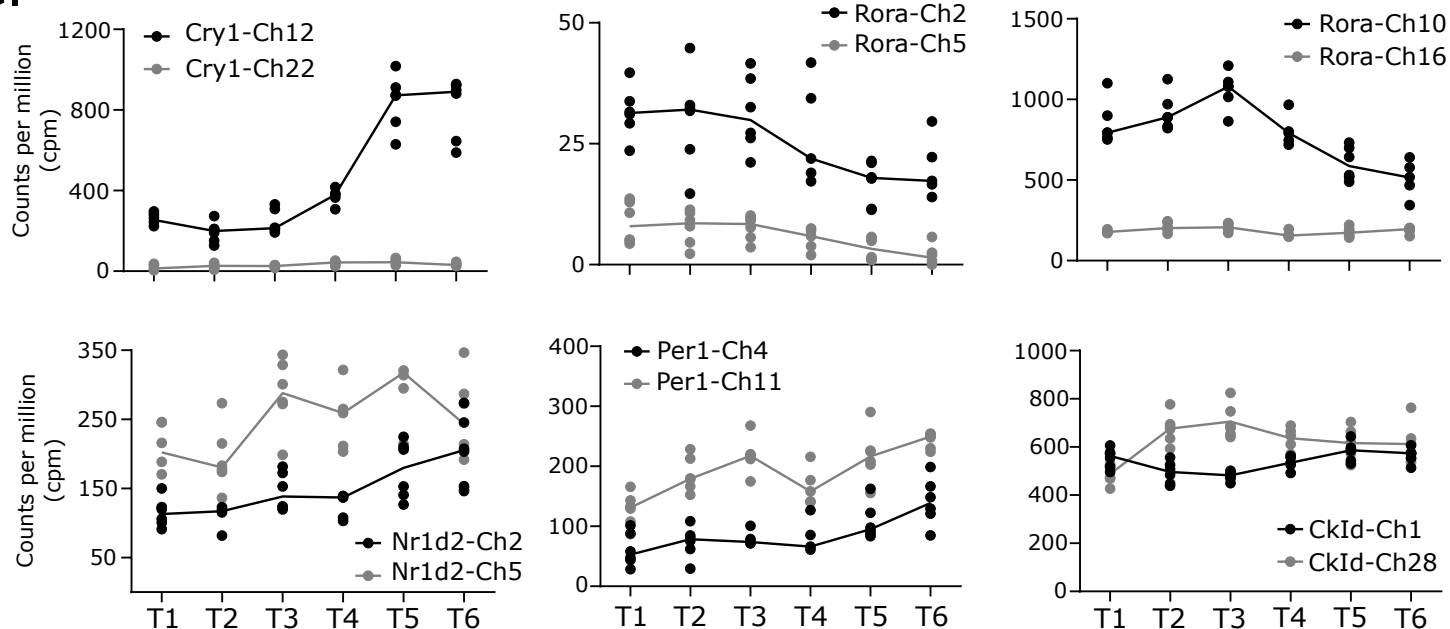 Counts per million
(cpm)
1200
800
400
0
Cry1-Ch12
Cry1-Ch22
50
25
0
Rora-Ch2
Rora-Ch5
1500
1000
500
0
Rora-Ch10
Rora-Ch16
Counts per million
(cpm)
350
250
150
50
Nr1d2-Ch2
Nr1d2-Ch5
T1 T2 T3 T4 T5 T6
400
300
200
100
0
Per1-Ch4
Per1-Ch11
T1 T2 T3 T4 T5 T6
1000
800
600
400
200
0
CkId-Ch1
CkId-Ch28
T1 T2 T3 T4 T5 T6